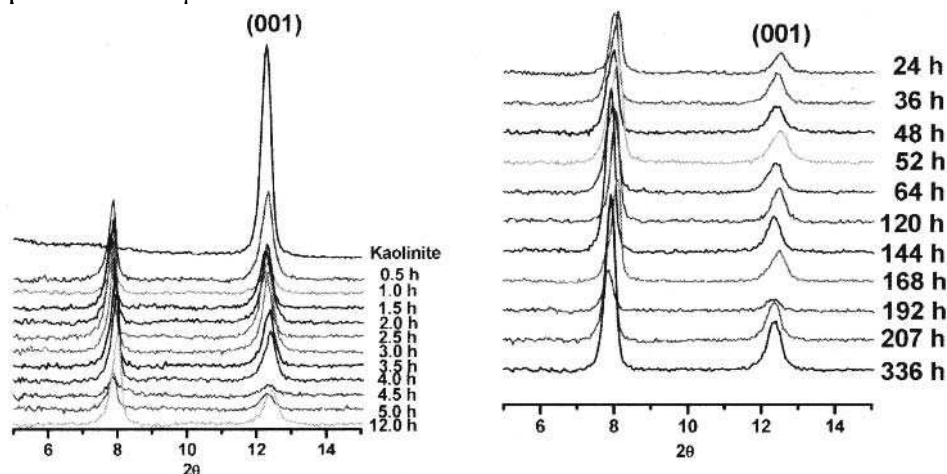 (001)
Kaolinite
0.5 h
1.0 h
1.5 h
2.0 h
2.5 h
3.0 h
3.5 h
4.0 h
4.5 h
5.0 h
12.0 h
6 8 10 12 14
2θ
(001)
24 h
36 h
48 h
52 h
64 h
120 h
144 h
168 h
192 h
207 h
336 h
6 8 10 12 14
2θ